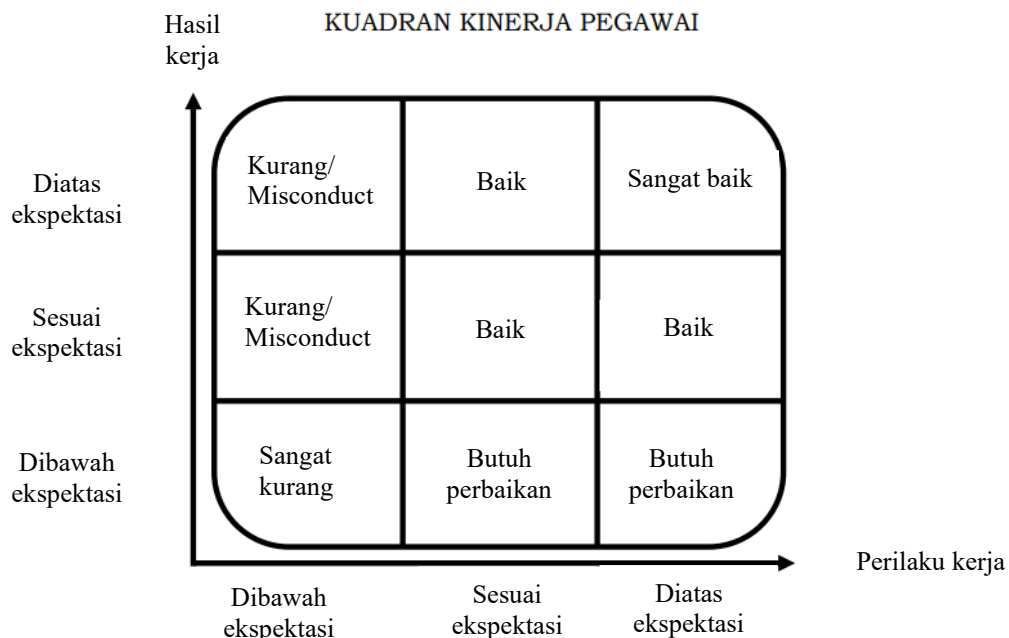 Hasil
kerja
KUADRAN KINERJA PEGAWAI
Diatas
ekspektasi
Kurang/
Misconduct
Baik
Sangat baik
Sesuai
ekspektasi
Kurang/
Misconduct
Baik
Baik
Dibawah
ekspektasi
Sangat
kurang
Butuh
perbaikan
Butuh
perbaikan
Perilaku kerja
Dibawah
ekspektasi
Sesuai
ekspektasi
Diatas
ekspektasi